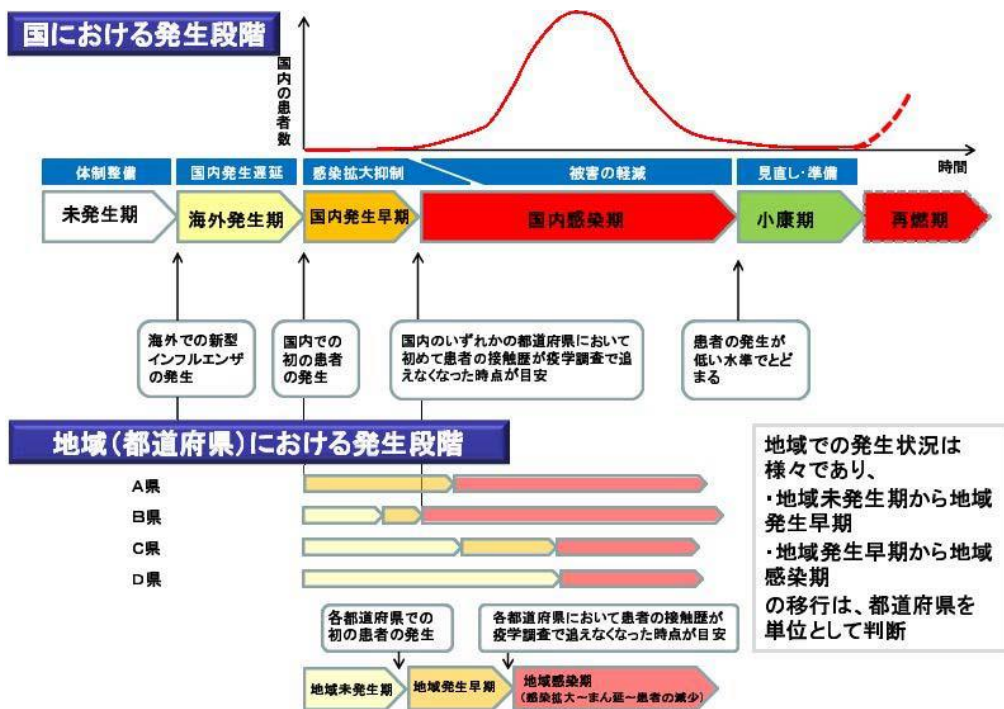 国における発生段階
国内の患者数
時間
体制整備
国内発生遅延
感染拡大抑制
被害の軽減
見直し・準備
未発生期
海外発生期
国内発生早期
国内感染期
小康期
再燃期
海外での新型
インフルエンザ
の発生
国内での
初の患者
の発生
国内のいずれかの都道府県において
初めて患者の接触歴が疫学調査で追
えなくなった時点が目安
患者の発生が
低い水準でとど
まる
地域(都道府県)における発生段階
A県
B県
C県
D県
地域での発生状況は
様々であり、
・地域未発生期から地域
発生早期
・地域発生早期から地域
感染期
の移行は、都道府県を
単位として判断
各都道府県での
初の患者の発生
各都道府県において患者の接触歴が
疫学調査で追えなくなった時点が目安
地域未発生期
地域発生早期
地域感染期
(感染拡大~まん延~患者の減少)